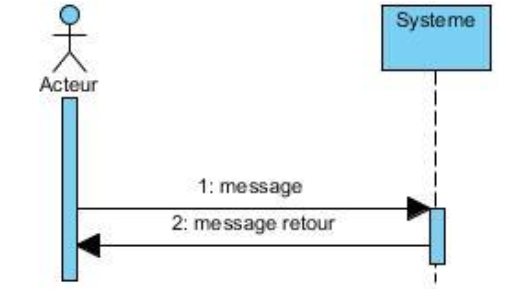 Systeme
Acteur
1: message
2: message retour